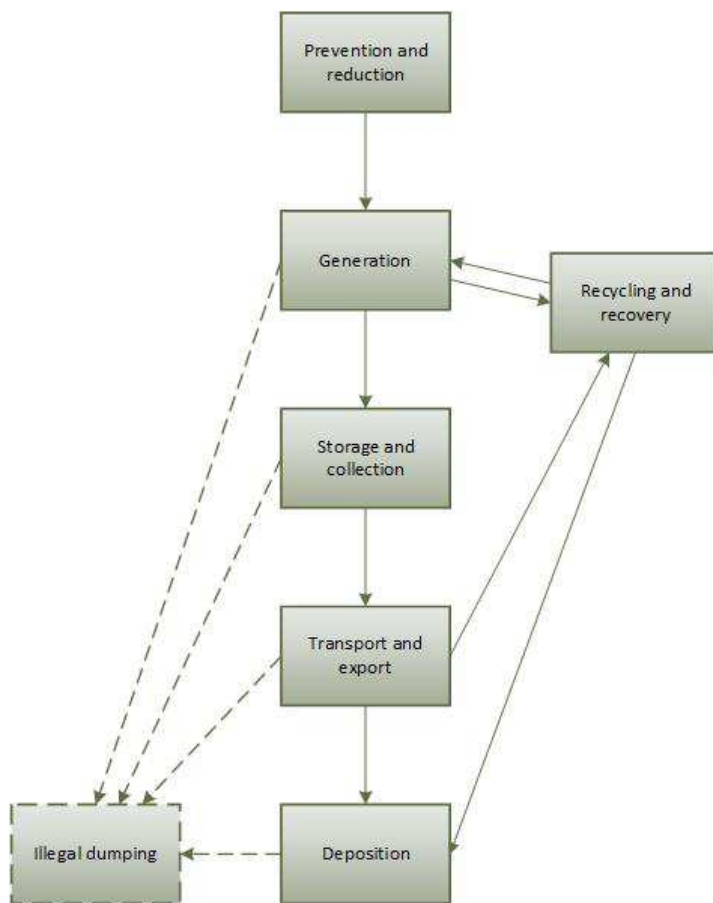 Prevention and
reduction
Generation
Recycling and
recovery
Storage and
collection
Transport and
export
Illegal dumping
Deposition